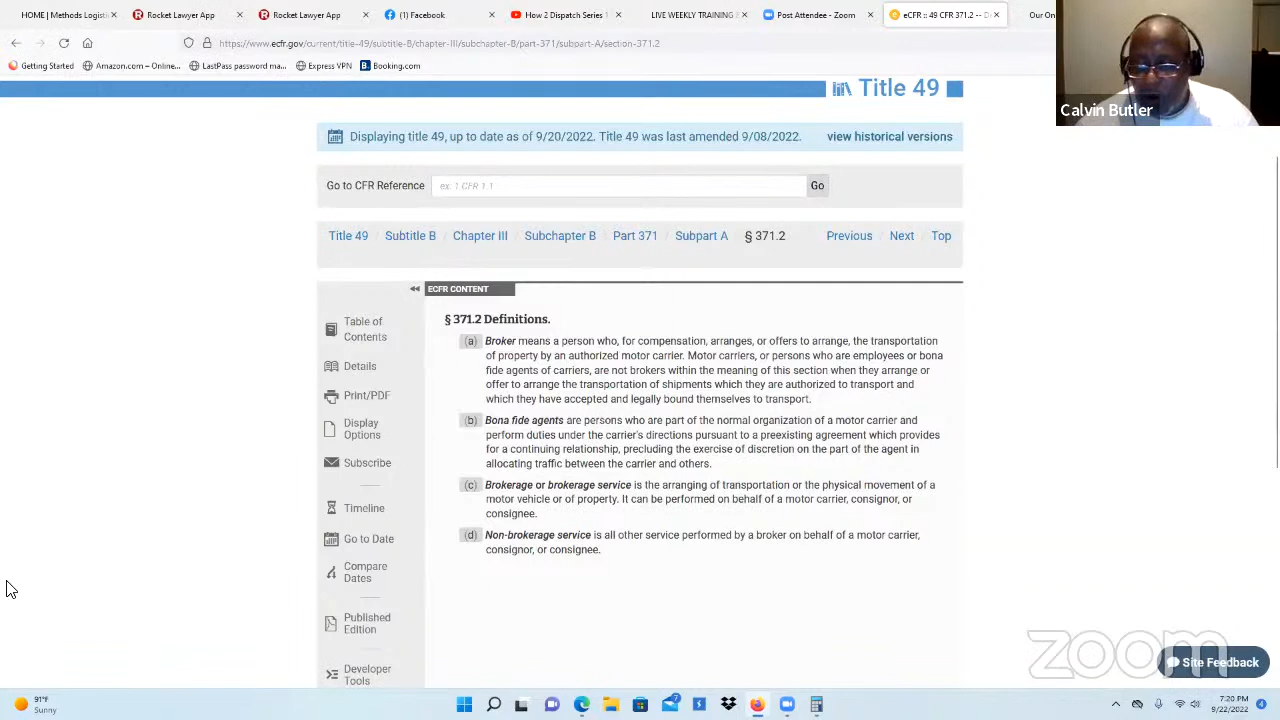 HOME | Methods Logisti
Rocket Lawyer App
Rocket Lawyer App
(1) Facebook
How 2 Dispatch Series 1
LIVE WEEKLY TRAINING
Post Attendee - Zoom
eCFR :: 49 CFR 371.2 -- D
Our On
https://www.ecfr.gov/current/title-49/subtitle-B/chapter-III/subchapter-B/part-371/subpart-A/section-371.2
Getting Started
Amazon.com – Online...
LastPass password ma...
Express VPN
Booking.com
Calvin Butler
Title 49
Displaying title 49, up to date as of 9/20/2022. Title 49 was last amended 9/08/2022.
view historical versions
Go to CFR Reference
ex. 1 CFR 1.1
Go
Title 49 / Subtitle B / Chapter III / Subchapter B / Part 371 / Subpart A § 371.2
Previous / Next / Top
ECFR CONTENT
Table of
Contents
Details
Print/PDF
Display
Options
Subscribe
Timeline
Go to Date
Compare
Dates
Published
Edition
Developer
Tools
§ 371.2 Definitions.
(a) Broker means a person who, for compensation, arranges, or offers to arrange, the transportation
of property by an authorized motor carrier. Motor carriers, or persons who are employees or bona
fide agents of carriers, are not brokers within the meaning of this section when they arrange or
offer to arrange the transportation of shipments which they are authorized to transport and
which they have accepted and legally bound themselves to transport.
(b) Bona fide agents are persons who are part of the normal organization of a motor carrier and
perform duties under the carrier's directions pursuant to a preexisting agreement which provides
for a continuing relationship, precluding the exercise of discretion on the part of the agent in
allocating traffic between the carrier and others.
(c) Brokerage or brokerage service is the arranging of transportation or the physical movement of a
motor vehicle or of property. It can be performed on behalf of a motor carrier, consignor, or
consignee.
(d) Non-brokerage service is all other service performed by a broker on behalf of a motor carrier,
consignor, or consignee.
zoom
Site Feedback
91°F
Sunny
7
7:20 PM
9/22/2022
4